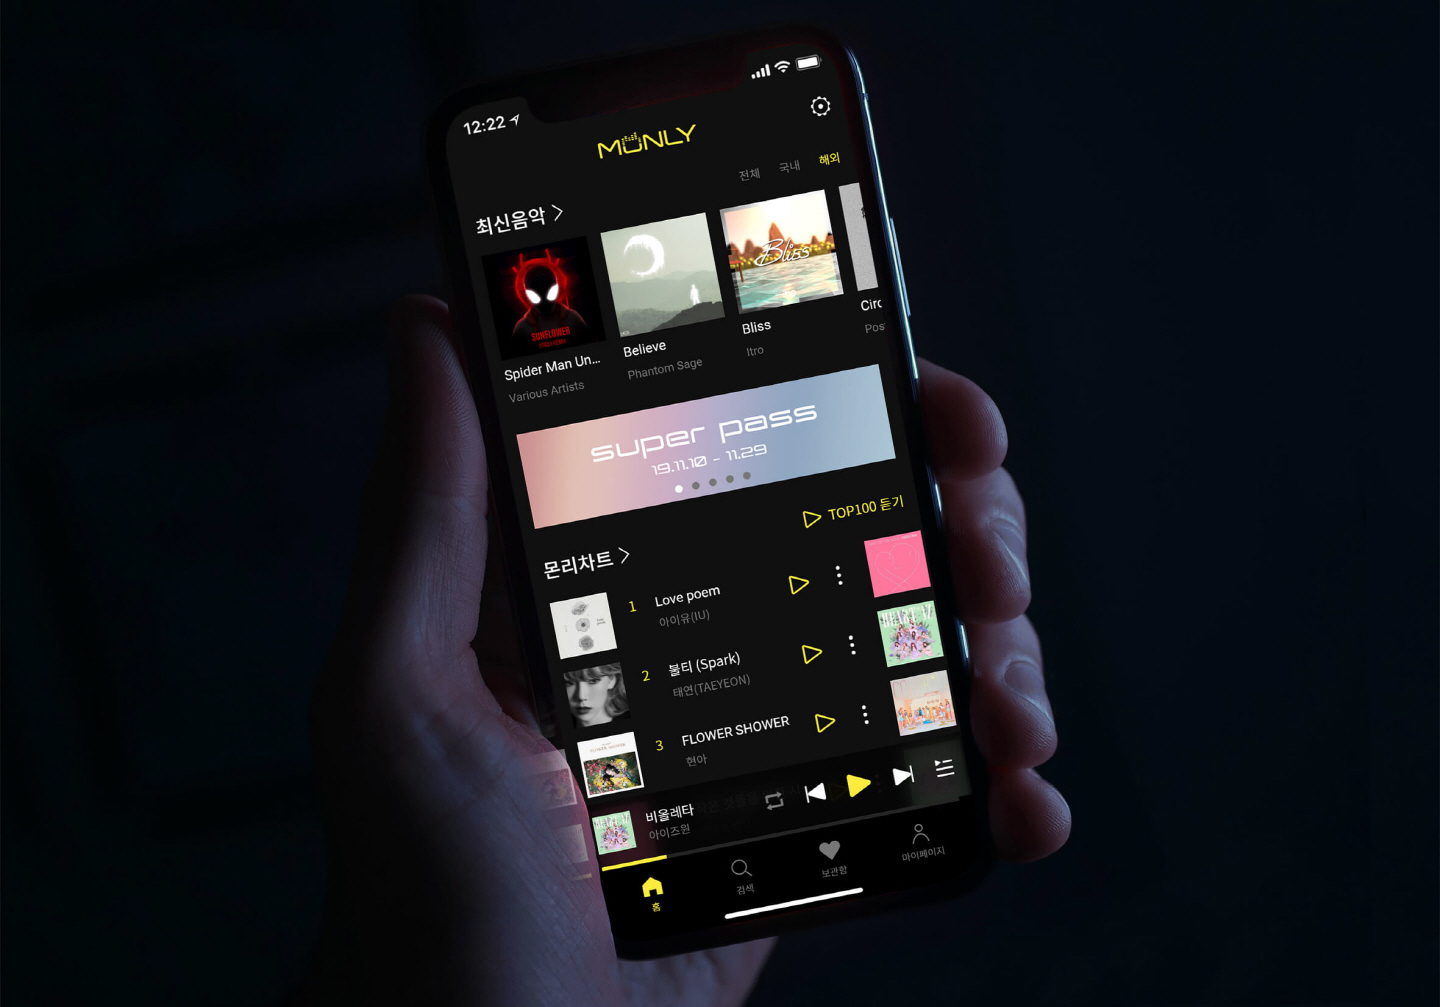 12:22
MONLY
전체 국내 해외
최신음악
SUNFLOWER
Bliss
Spider Man Un...
Various Artists
Believe
Phantom Sage
Bliss
Itro
Circ
Pos
super pass
19.11.10 - 11.29
TOP100 듣기
몬리차트
1 Love poem
아이유(IU)
2 불티 (Spark)
태연(TAEYEON)
3 FLOWER SHOWER
현아
비올레타
아이즈원
홈 검색 보관함 마이페이지